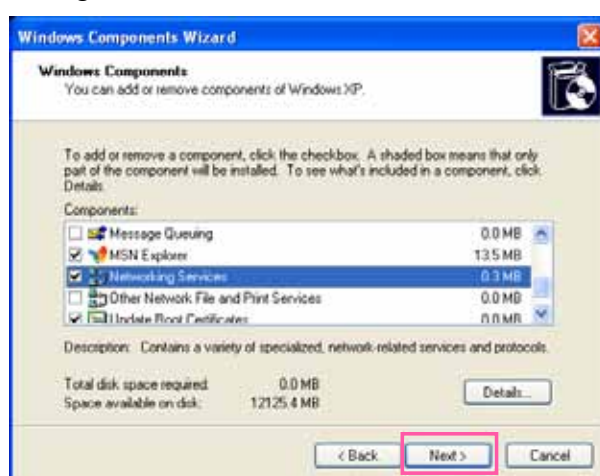 Windows Components Wizard
Windows Components
You can add or remove components of Windows XP.
To add or remove a component, click the checkbox. A shaded box means that only
part of the component will be installed. To see what's included in a component, click
Details.
Components:
Message Queuing 0.0 MB
MSN Explorer 13.5 MB
Networking Services 0.3 MB
Other Network File and Print Services 0.0 MB
Update Root Certificates 0.0 MB
Description: Contains a variety of specialized, network-related services and protocols.
Total disk space required: 0.0 MB
Space available on disk: 12125.4 MB
Details...
< Back Next > Cancel